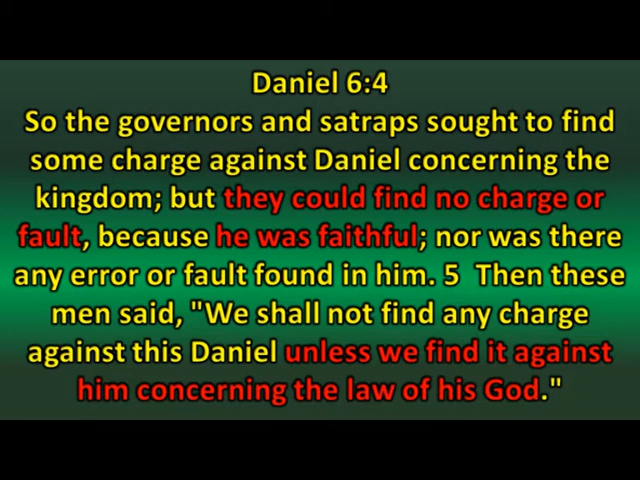 Daniel 6:4
So the governors and satraps sought to find
some charge against Daniel concerning the
kingdom; but they could find no charge or
fault, because he was faithful; nor was there
any error or fault found in him. 5  Then these
men said, "We shall not find any charge
against this Daniel unless we find it against
him concerning the law of his God."